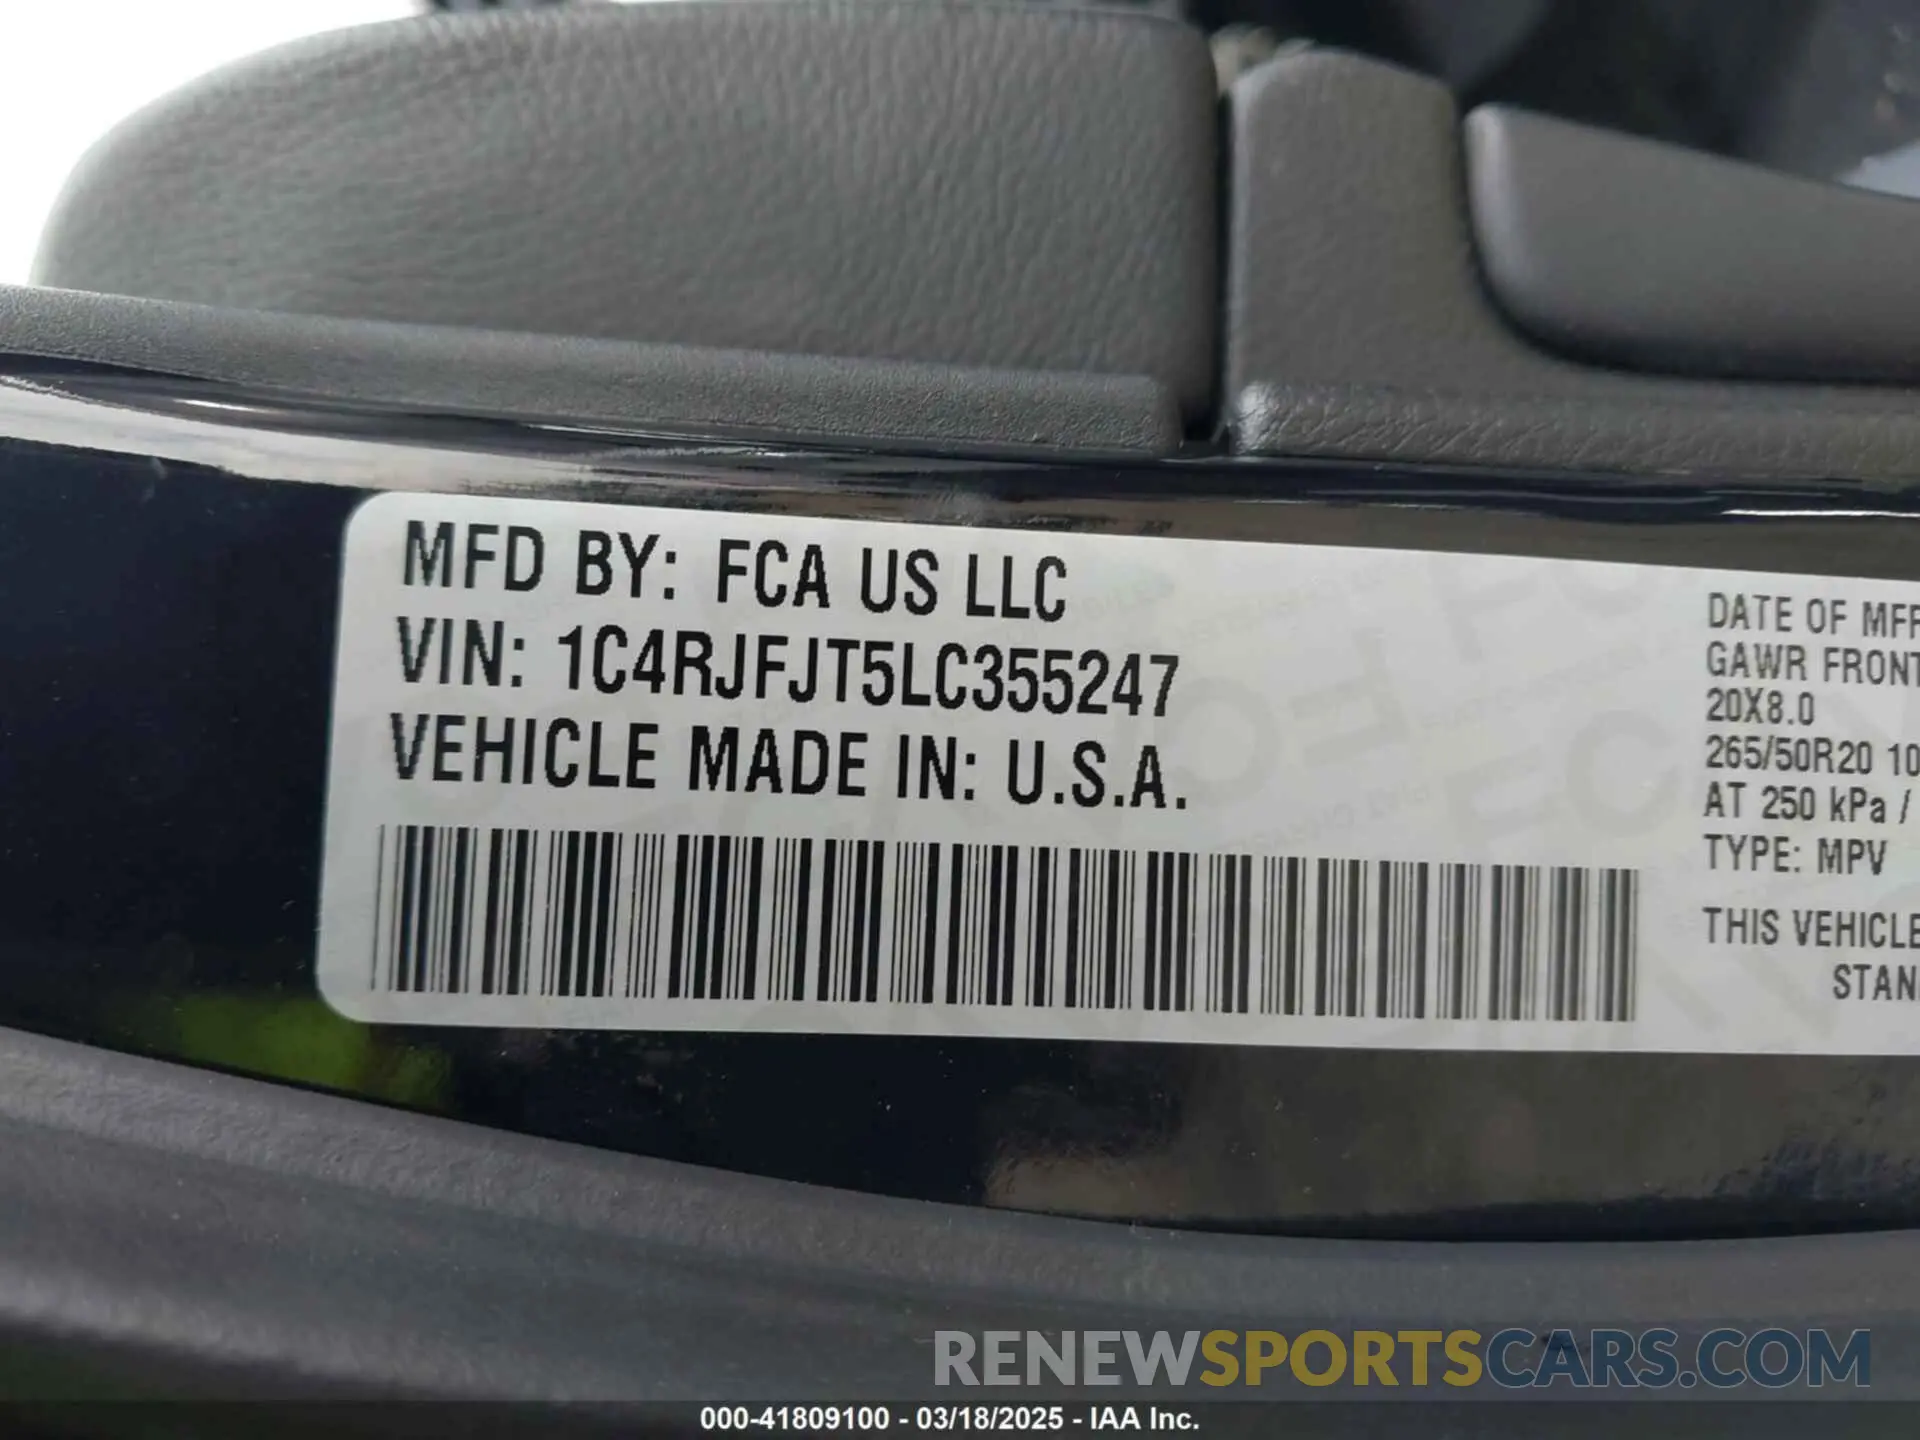 MFD BY: FCA US LLC
VIN: 1C4RJFJT5LC355247
VEHICLE MADE IN: U.S.A.
DATE OF MFR
GAWR FRONT
20X8.0
265/50R20 10
AT 250 kPa /
TYPE: MPV
THIS VEHICLE
STAN
RENEWSPORTSCARS.COM
000-41809100 - 03/18/2025 - IAA Inc.